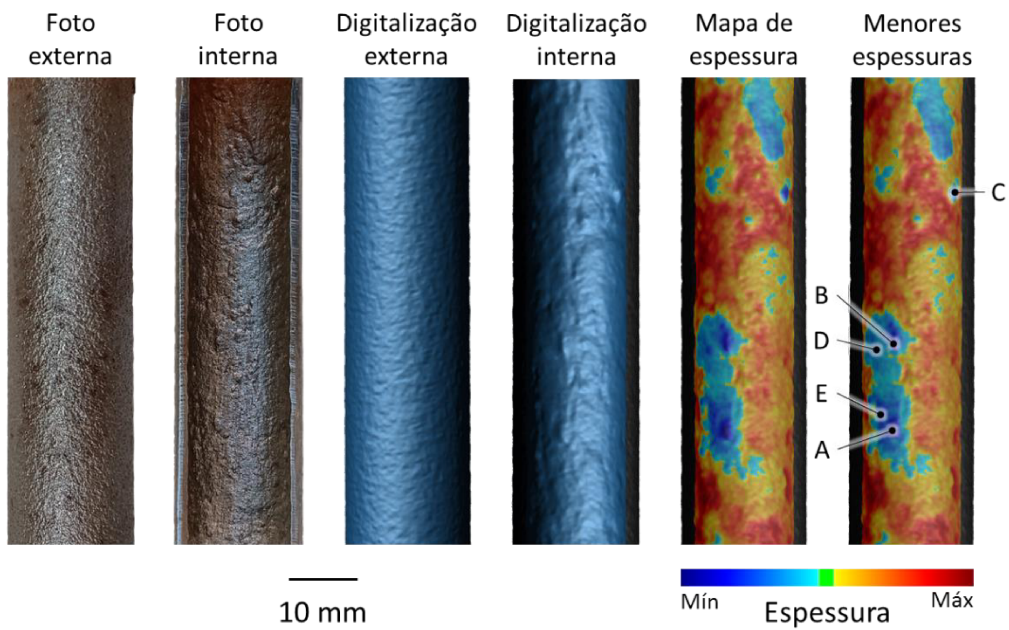 Foto
externa
Foto
interna
Digitalização
externa
Digitalização
interna
Mapa de
espessura
Menores
espessuras
C
B
D
E
A
10 mm
Mín
Espessura
Máx